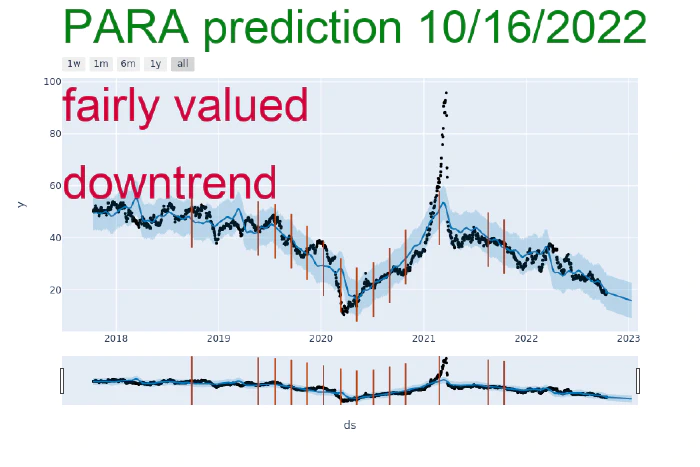 PARA prediction 10/16/2022
1w 1m 6m 1y all
100
fairly valued
80
downtrend
60
y
40
20
2018 2019 2020 2021 2022 2023
ds